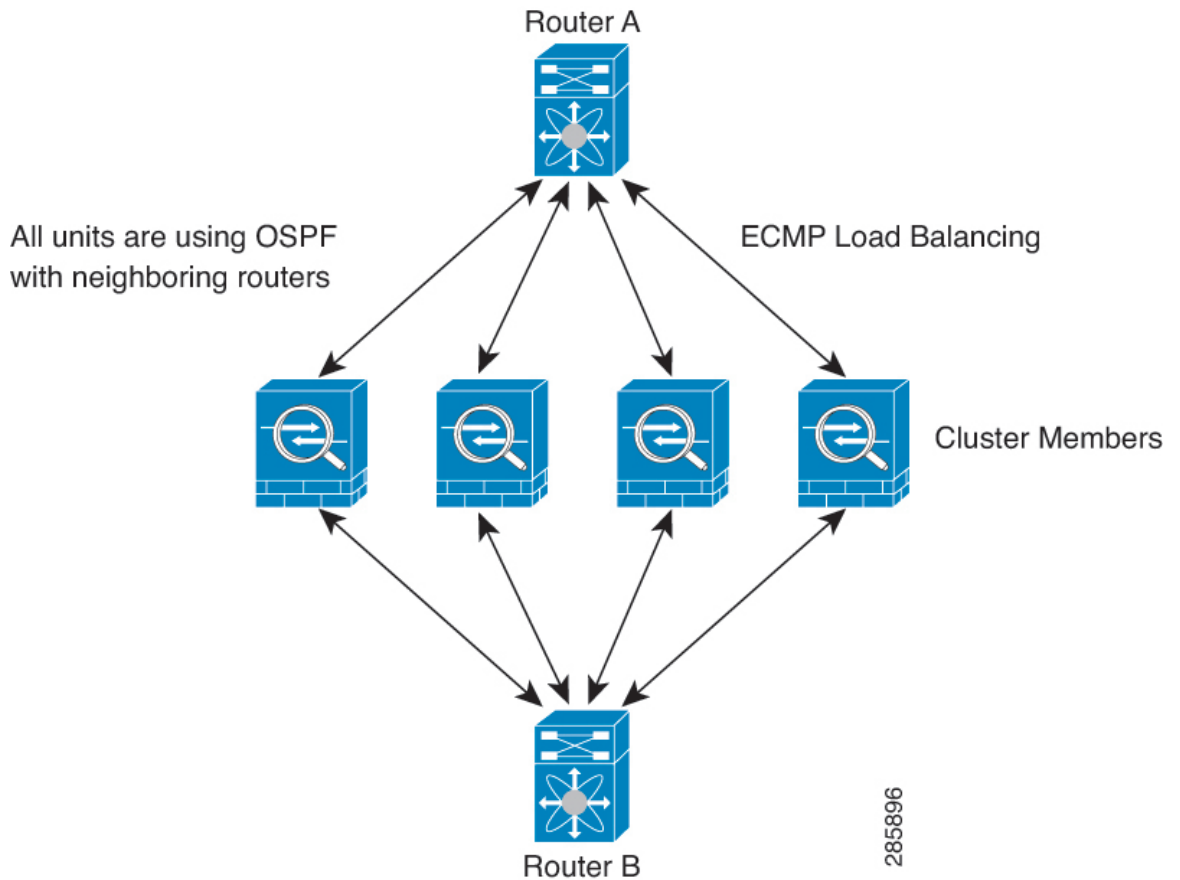 Router A
All units are using OSPF
with neighboring routers
ECMP Load Balancing
Cluster Members
Router B
285896